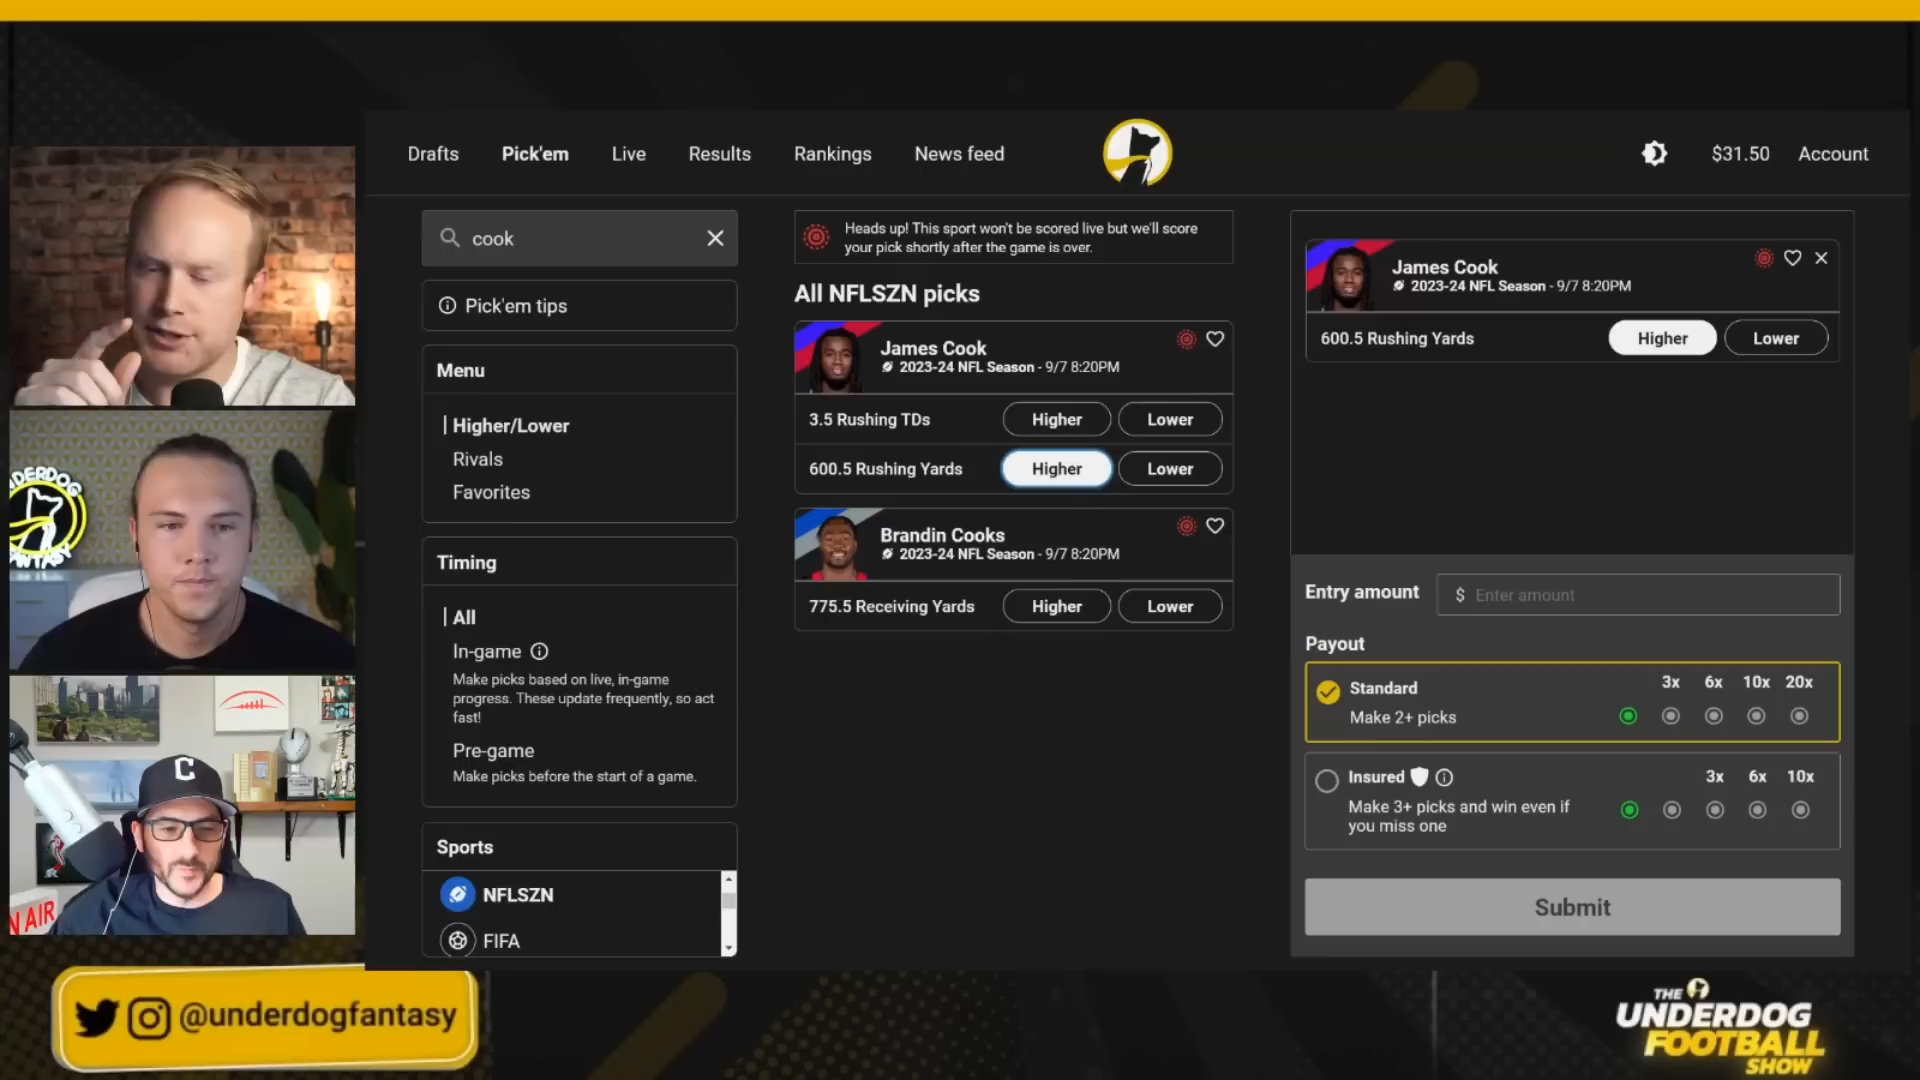 Drafts
Pick'em
Live
Results
Rankings
News feed
$31.50
Account
cook
Pick'em tips
Menu
Higher/Lower
Rivals
Favorites
Timing
All
In-game
Make picks based on live, in-game
progress. These update frequently, so act
fast!
Pre-game
Make picks before the start of a game.
Sports
NFLSZN
FIFA
Heads up! This sport won't be scored live but we'll score
your pick shortly after the game is over.
All NFLSZN picks
James Cook
2023-24 NFL Season - 9/7 8:20PM
3.5 Rushing TDs Higher Lower
600.5 Rushing Yards Higher Lower
Brandin Cooks
2023-24 NFL Season - 9/7 8:20PM
775.5 Receiving Yards Higher Lower
James Cook
2023-24 NFL Season - 9/7 8:20PM
600.5 Rushing Yards Higher Lower
Entry amount $ Enter amount
Payout
Standard 3x 6x 10x 20x
Make 2+ picks
Insured 3x 6x 10x
Make 3+ picks and win even if
you miss one
Submit
C
@underdogfantasy
THE
UNDERDOG
FOOTBALL
SHOW